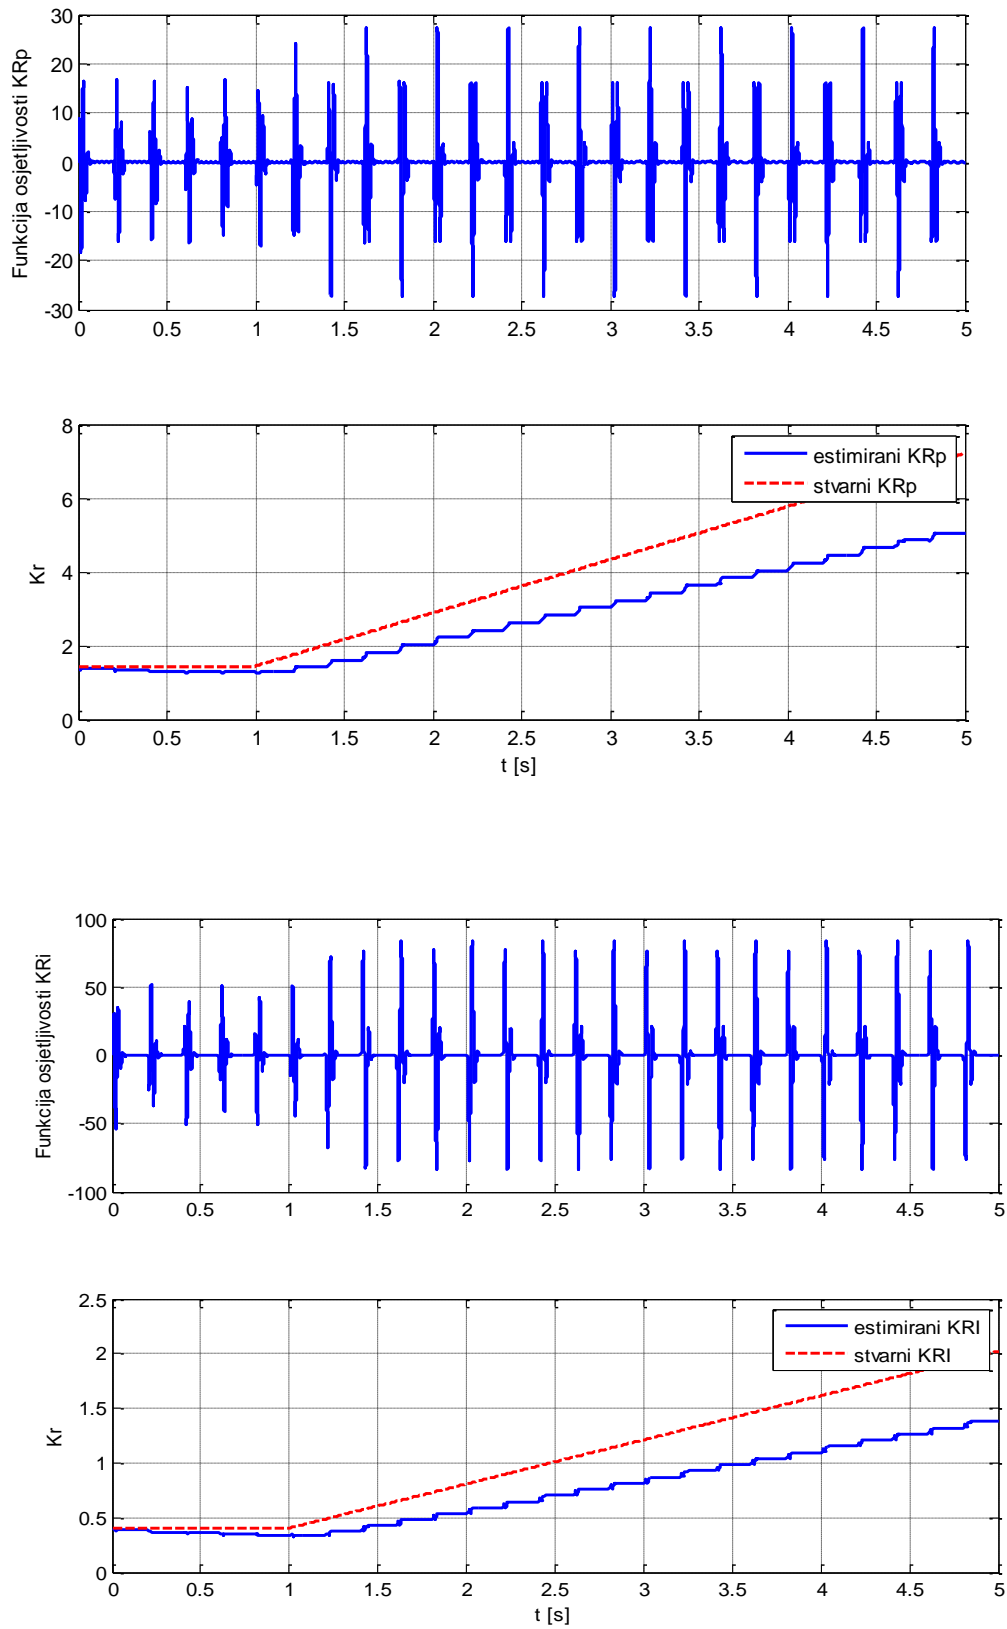 Funkcija osjetljivosti KRp
30
20
10
0
-10
-20
-30
0 0.5 1 1.5 2 2.5 3 3.5 4 4.5 5
Kr
8
6
4
2
0
estimirani KRp
stvarni KRp
0 0.5 1 1.5 2 2.5 3 3.5 4 4.5 5
t [s]
Funkcija osjetljivosti KRi
100
50
0
-50
-100
0 0.5 1 1.5 2 2.5 3 3.5 4 4.5 5
Kr
2.5
2
1.5
1
0.5
0
estimirani KRI
stvarni KRI
0 0.5 1 1.5 2 2.5 3 3.5 4 4.5 5
t [s]